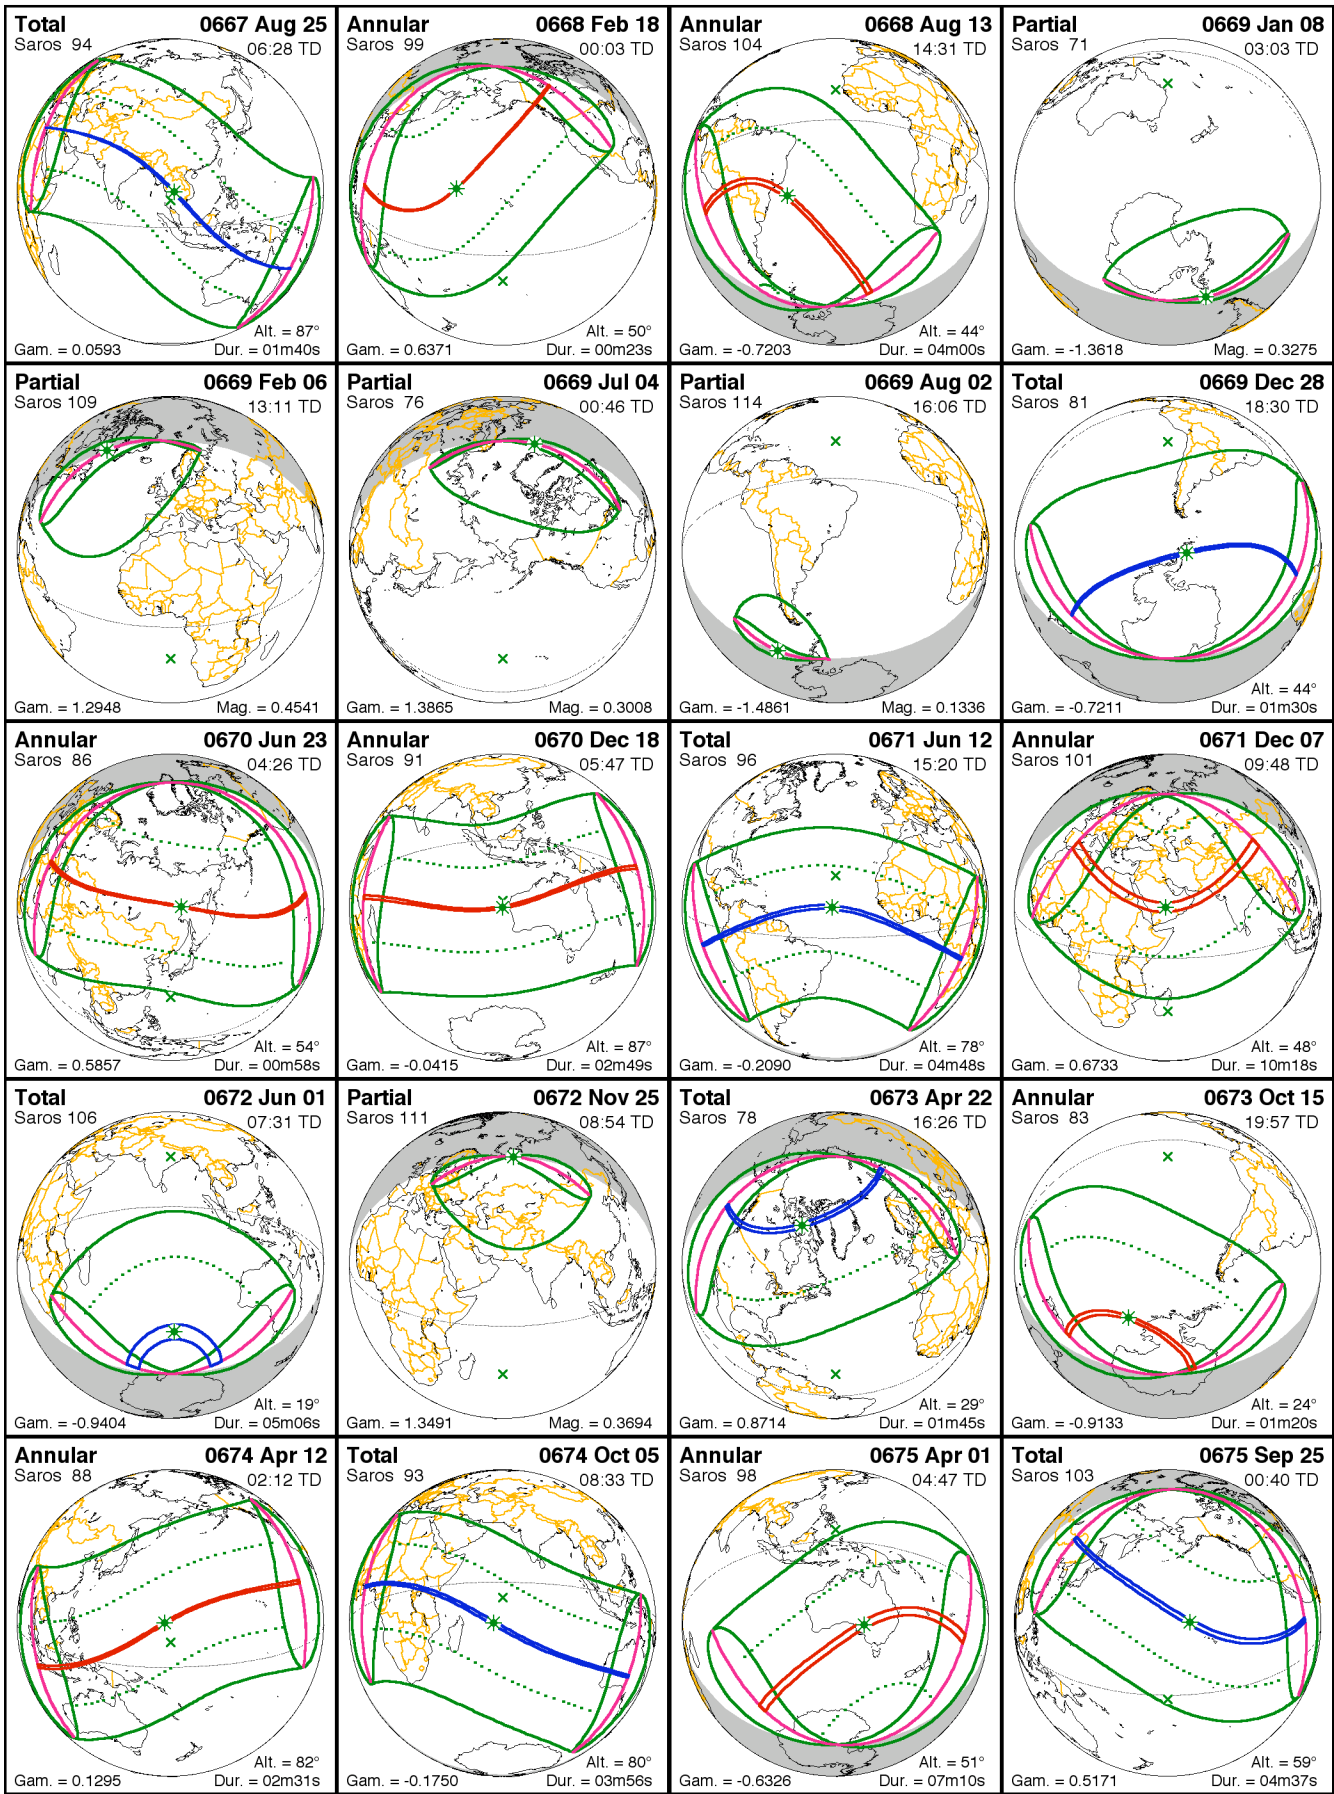 Total 0667 Aug 25
Saros 94 06:28 TD
Alt. = 87°
Gam. = 0.0593 Dur. = 01m40s
Annular 0668 Feb 18
Saros 99 00:03 TD
Alt. = 50°
Gam. = 0.6371 Dur. = 00m23s
Annular 0668 Aug 13
Saros 104 14:31 TD
Alt. = 44°
Gam. = -0.7203 Dur. = 04m00s
Partial 0669 Jan 08
Saros 71 03:03 TD
Gam. = -1.3618 Mag. = 0.3275
Partial 0669 Feb 06
Saros 109 13:11 TD
Gam. = 1.2948 Mag. = 0.4541
Partial 0669 Jul 04
Saros 76 00:46 TD
Gam. = 1.3865 Mag. = 0.3008
Partial 0669 Aug 02
Saros 114 16:06 TD
Gam. = -1.4861 Mag. = 0.1336
Total 0669 Dec 28
Saros 81 18:30 TD
Alt. = 44°
Gam. = -0.7211 Dur. = 01m30s
Annular 0670 Jun 23
Saros 86 04:26 TD
Alt. = 54°
Gam. = 0.5857 Dur. = 00m58s
Annular 0670 Dec 18
Saros 91 05:47 TD
Alt. = 87°
Gam. = -0.0415 Dur. = 02m49s
Total 0671 Jun 12
Saros 96 15:20 TD
Alt. = 78°
Gam. = -0.2090 Dur. = 04m48s
Annular 0671 Dec 07
Saros 101 09:48 TD
Alt. = 48°
Gam. = 0.6733 Dur. = 10m18s
Total 0672 Jun 01
Saros 106 07:31 TD
Alt. = 19°
Gam. = -0.9404 Dur. = 05m06s
Partial 0672 Nov 25
Saros 111 08:54 TD
Gam. = 1.3491 Mag. = 0.3694
Total 0673 Apr 22
Saros 78 16:26 TD
Alt. = 29°
Gam. = 0.8714 Dur. = 01m45s
Annular 0673 Oct 15
Saros 83 19:57 TD
Alt. = 24°
Gam. = -0.9133 Dur. = 01m20s
Annular 0674 Apr 12
Saros 88 02:12 TD
Alt. = 82°
Gam. = 0.1295 Dur. = 02m31s
Total 0674 Oct 05
Saros 93 08:33 TD
Alt. = 80°
Gam. = -0.1750 Dur. = 03m56s
Annular 0675 Apr 01
Saros 98 04:47 TD
Alt. = 51°
Gam. = -0.6326 Dur. = 07m10s
Total 0675 Sep 25
Saros 103 00:40 TD
Alt. = 59°
Gam. = 0.5171 Dur. = 04m37s